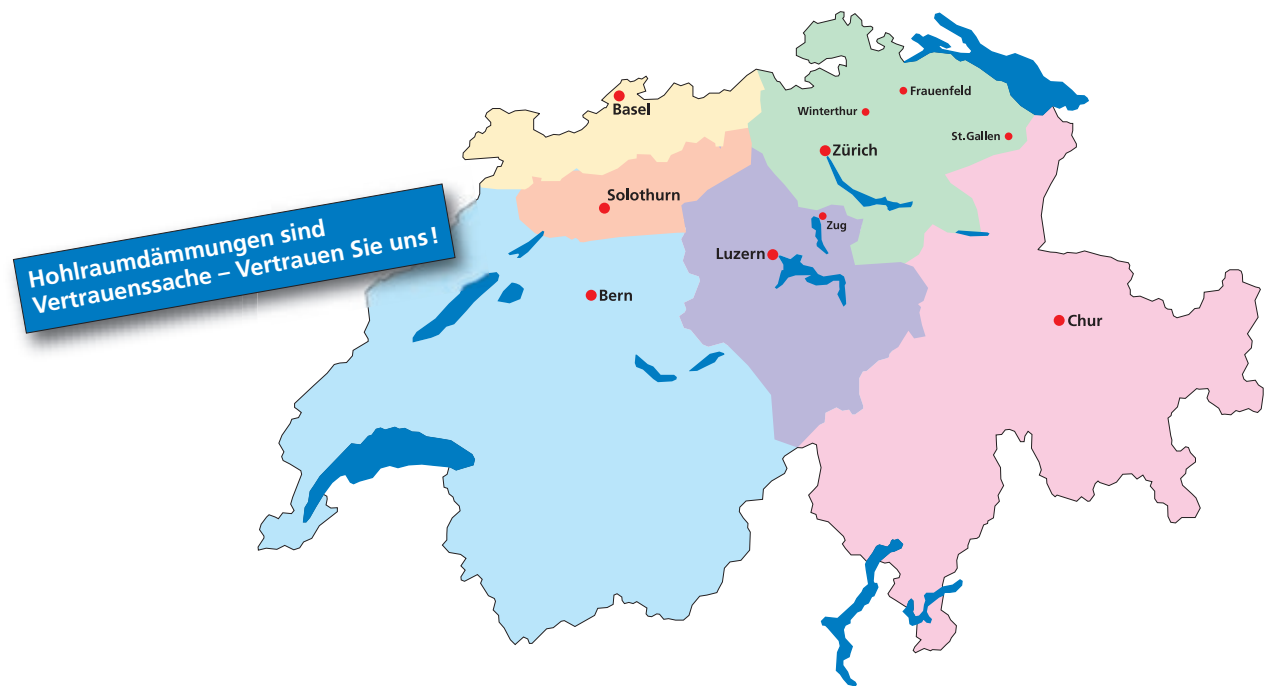 Basel
Frauenfeld
Winterthur
St.Gallen
Zürich
Solothurn
Zug
Hohlraumdämmungen sind
Vertrauenssache – Vertrauen Sie uns!
Luzern
Bern
Chur